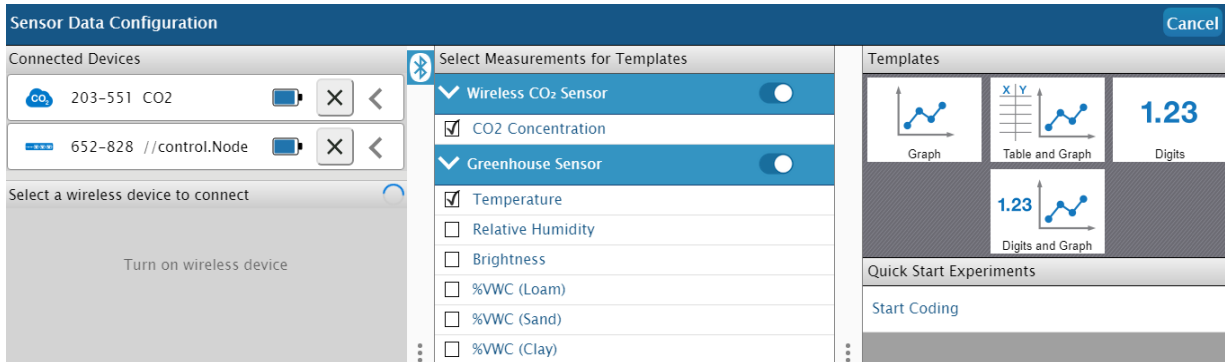 Sensor Data Configuration
Cancel
Connected Devices
CO₂ 203-551 CO2
652-828 //control.Node
Select a wireless device to connect
Turn on wireless device
Select Measurements for Templates
Wireless CO₂ Sensor
CO2 Concentration
Greenhouse Sensor
Temperature
Relative Humidity
Brightness
%VWC (Loam)
%VWC (Sand)
%VWC (Clay)
Templates
Graph
X Y
Table and Graph
1.23
Digits
1.23
Digits and Graph
Quick Start Experiments
Start Coding